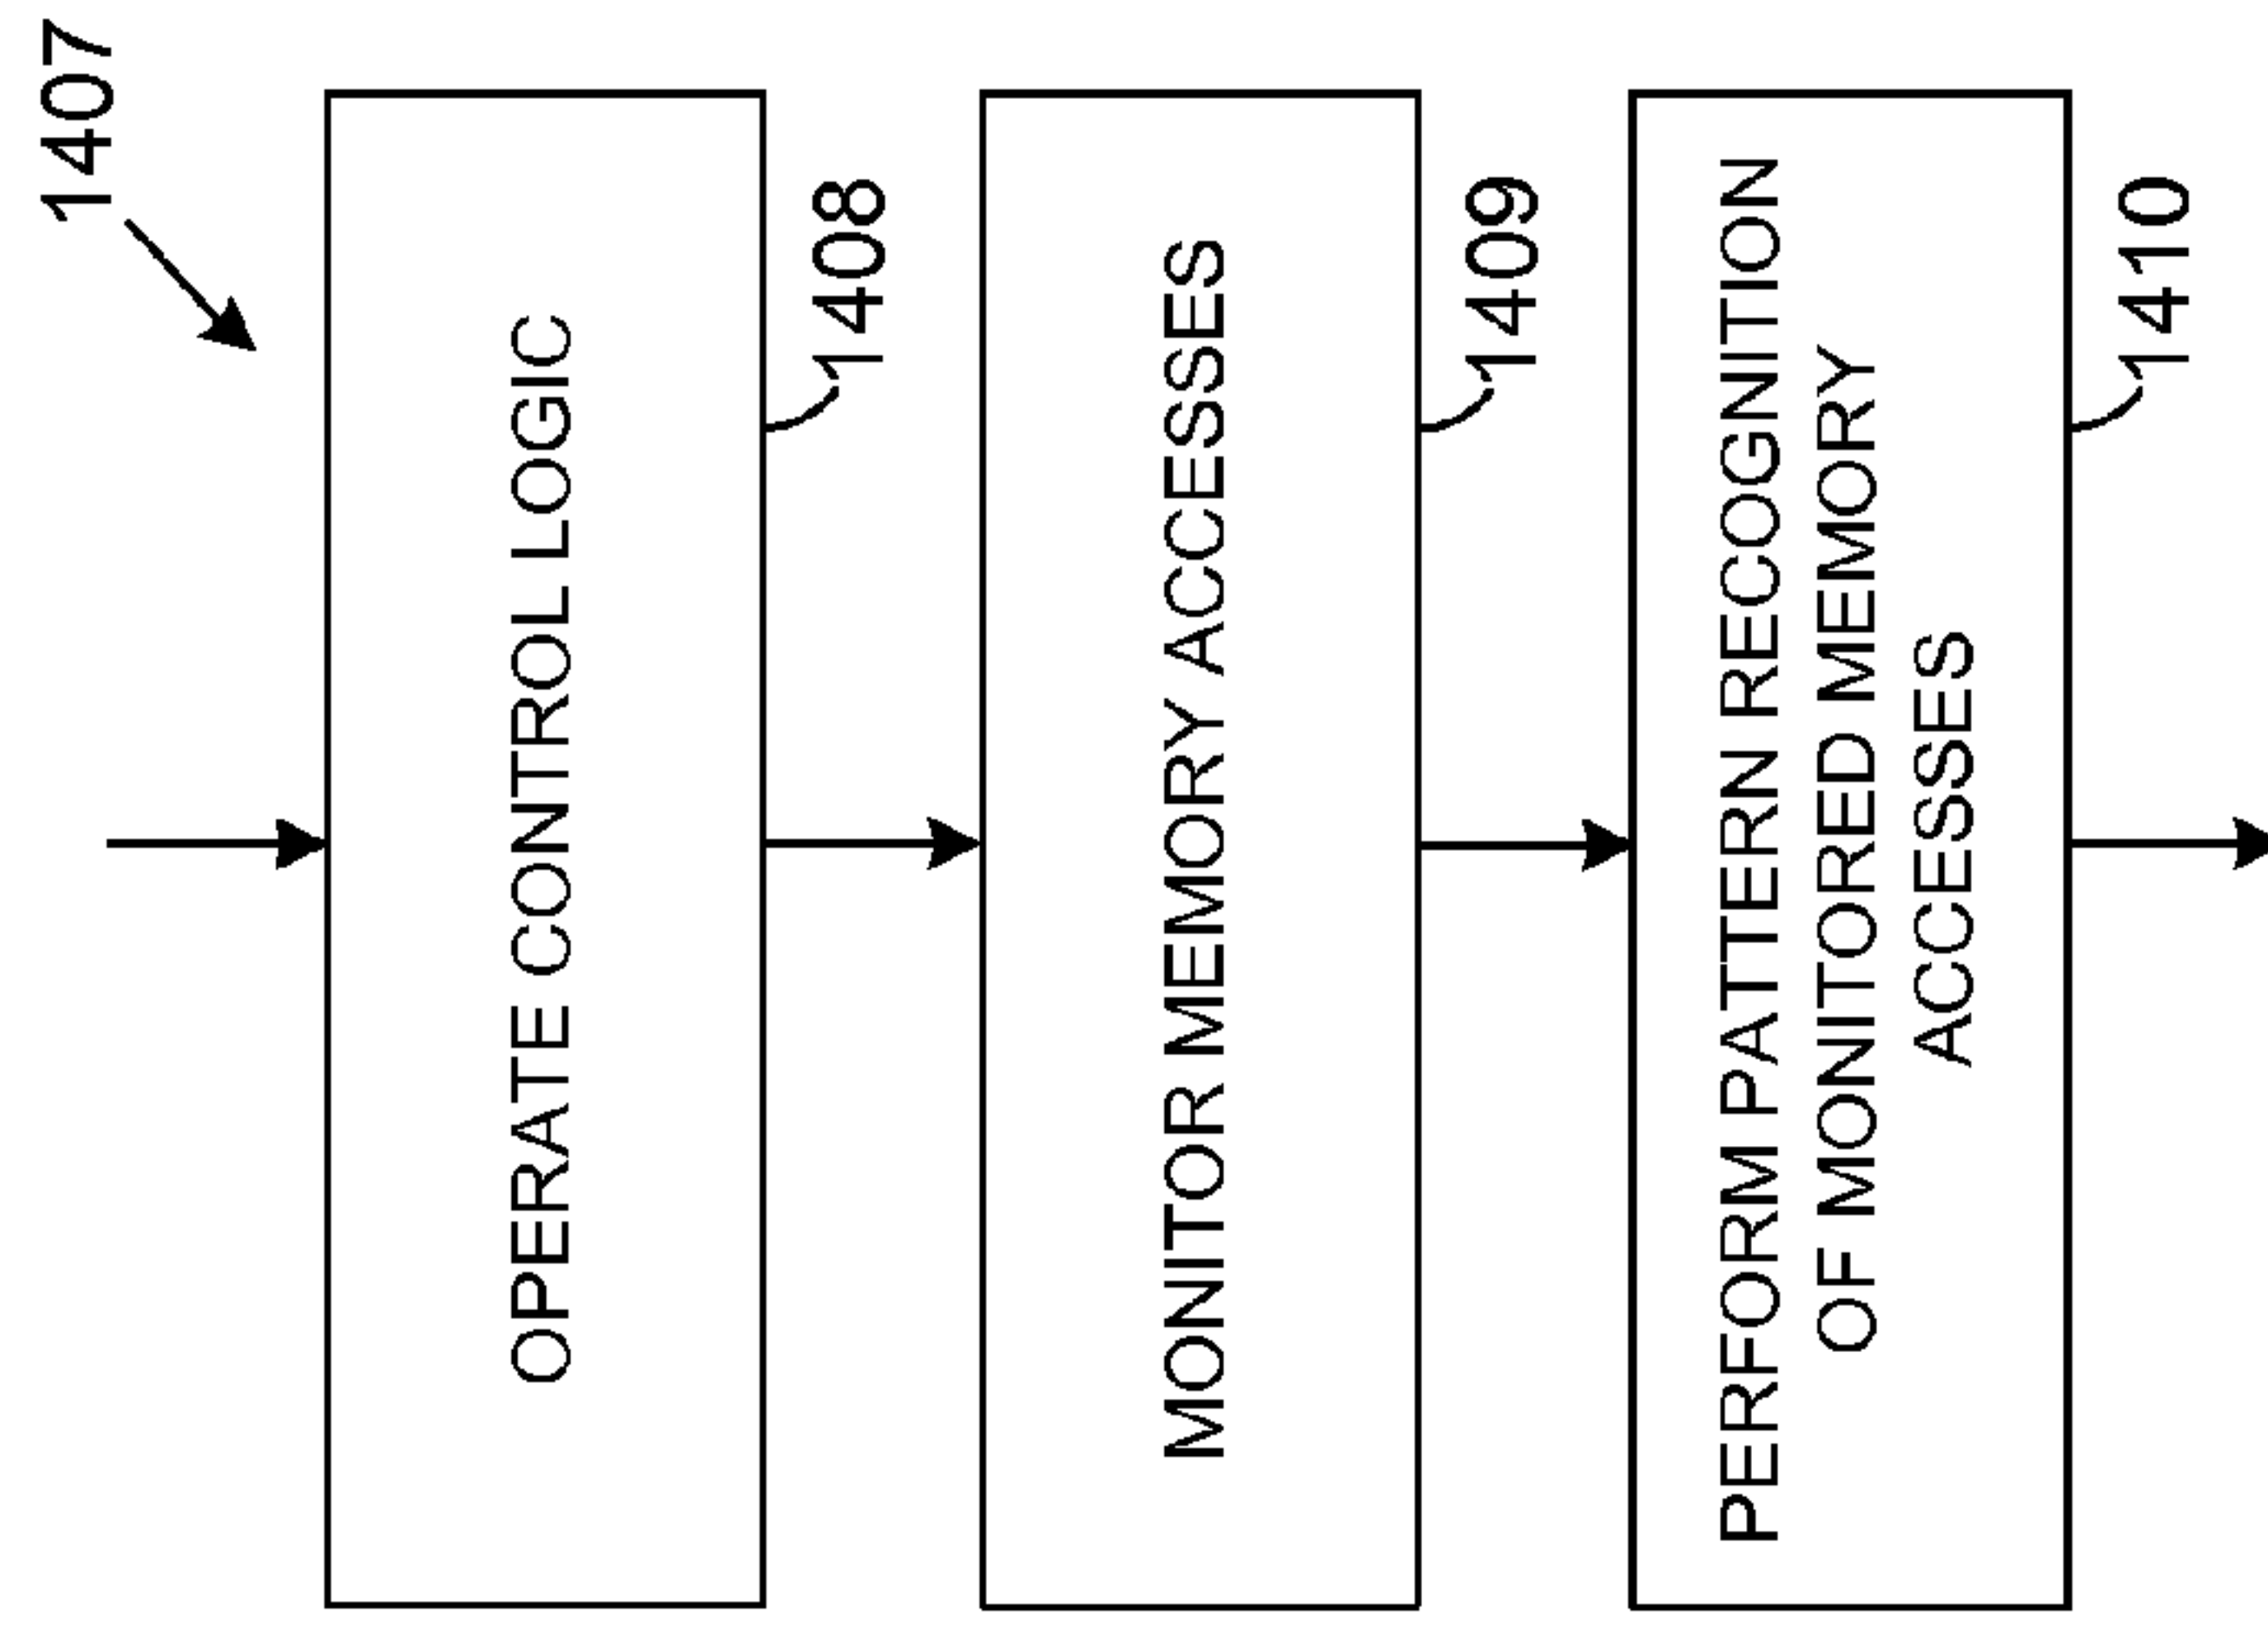 1407
OPERATE CONTROL LOGIC
1408
MONITOR MEMORY ACCESSES
1409
PERFORM PATTERN RECOGNITION
OF MONITORED MEMORY
ACCESSES
1410